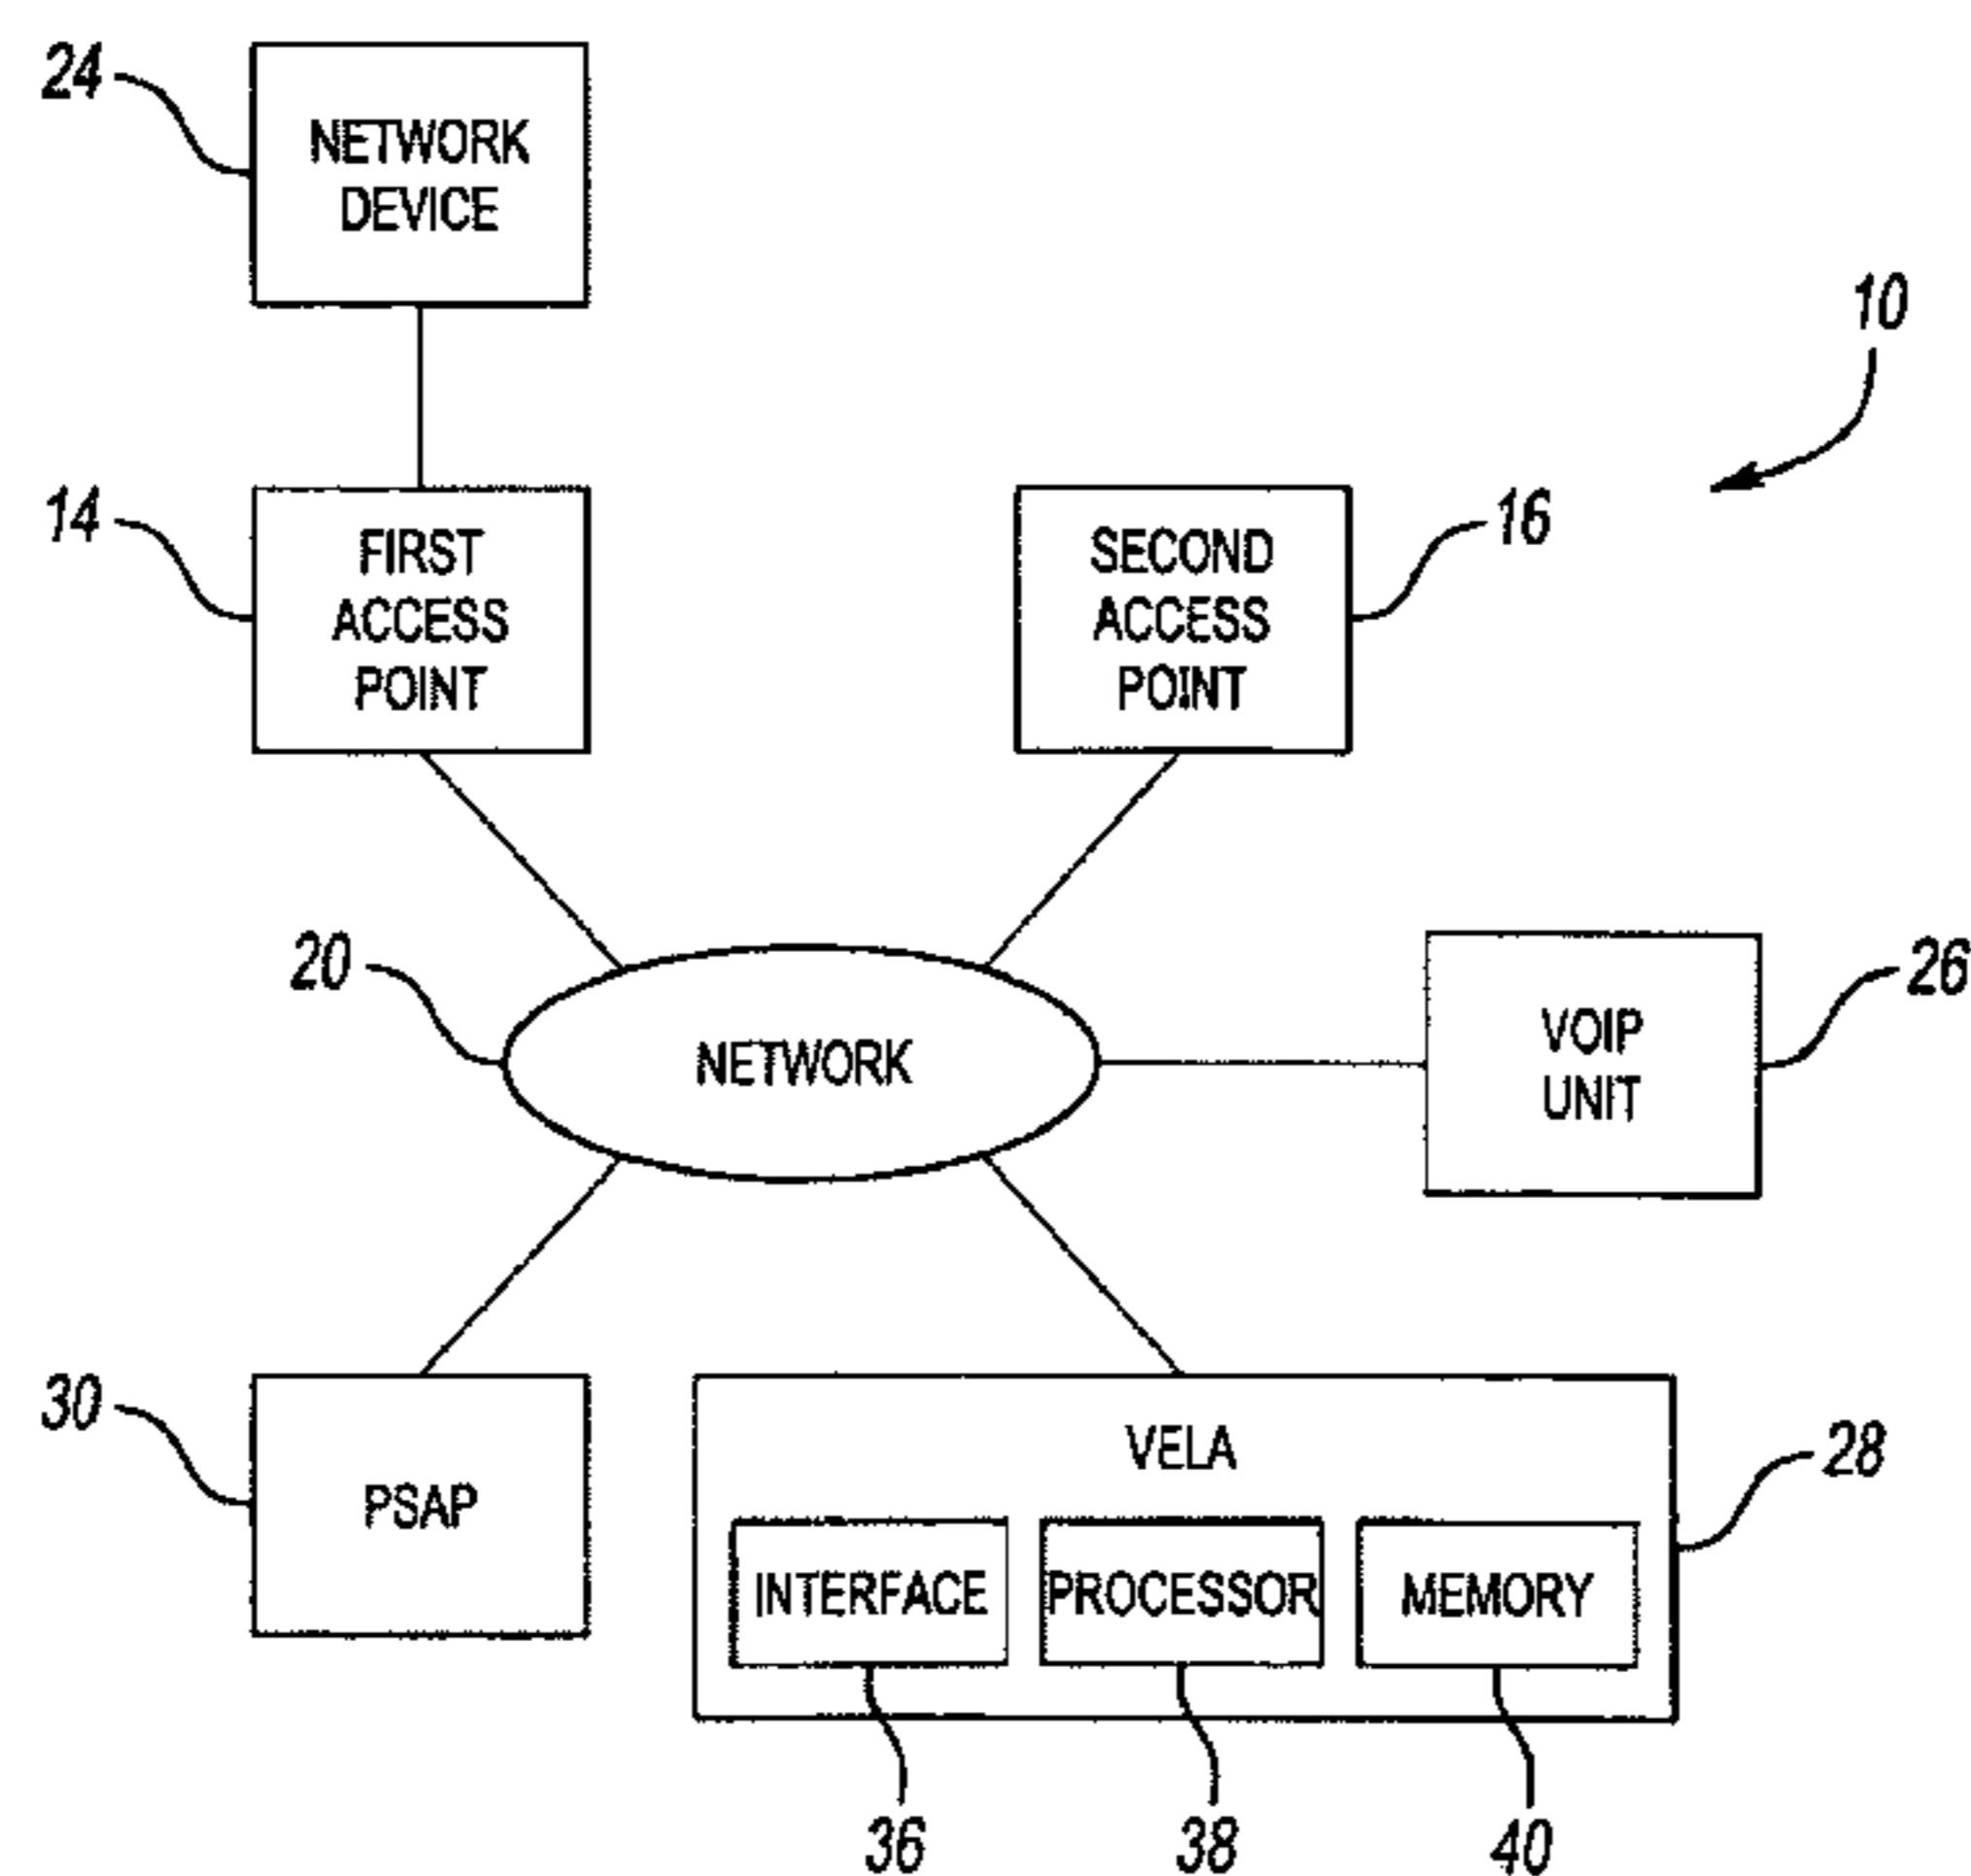 24
NETWORK
DEVICE
10
14
FIRST
ACCESS
POINT
SECOND
ACCESS
POINT
16
20
NETWORK
VOIP
UNIT
26
30
PSAP
VELA
28
INTERFACE
PROCESSOR
MEMORY
36
38
40